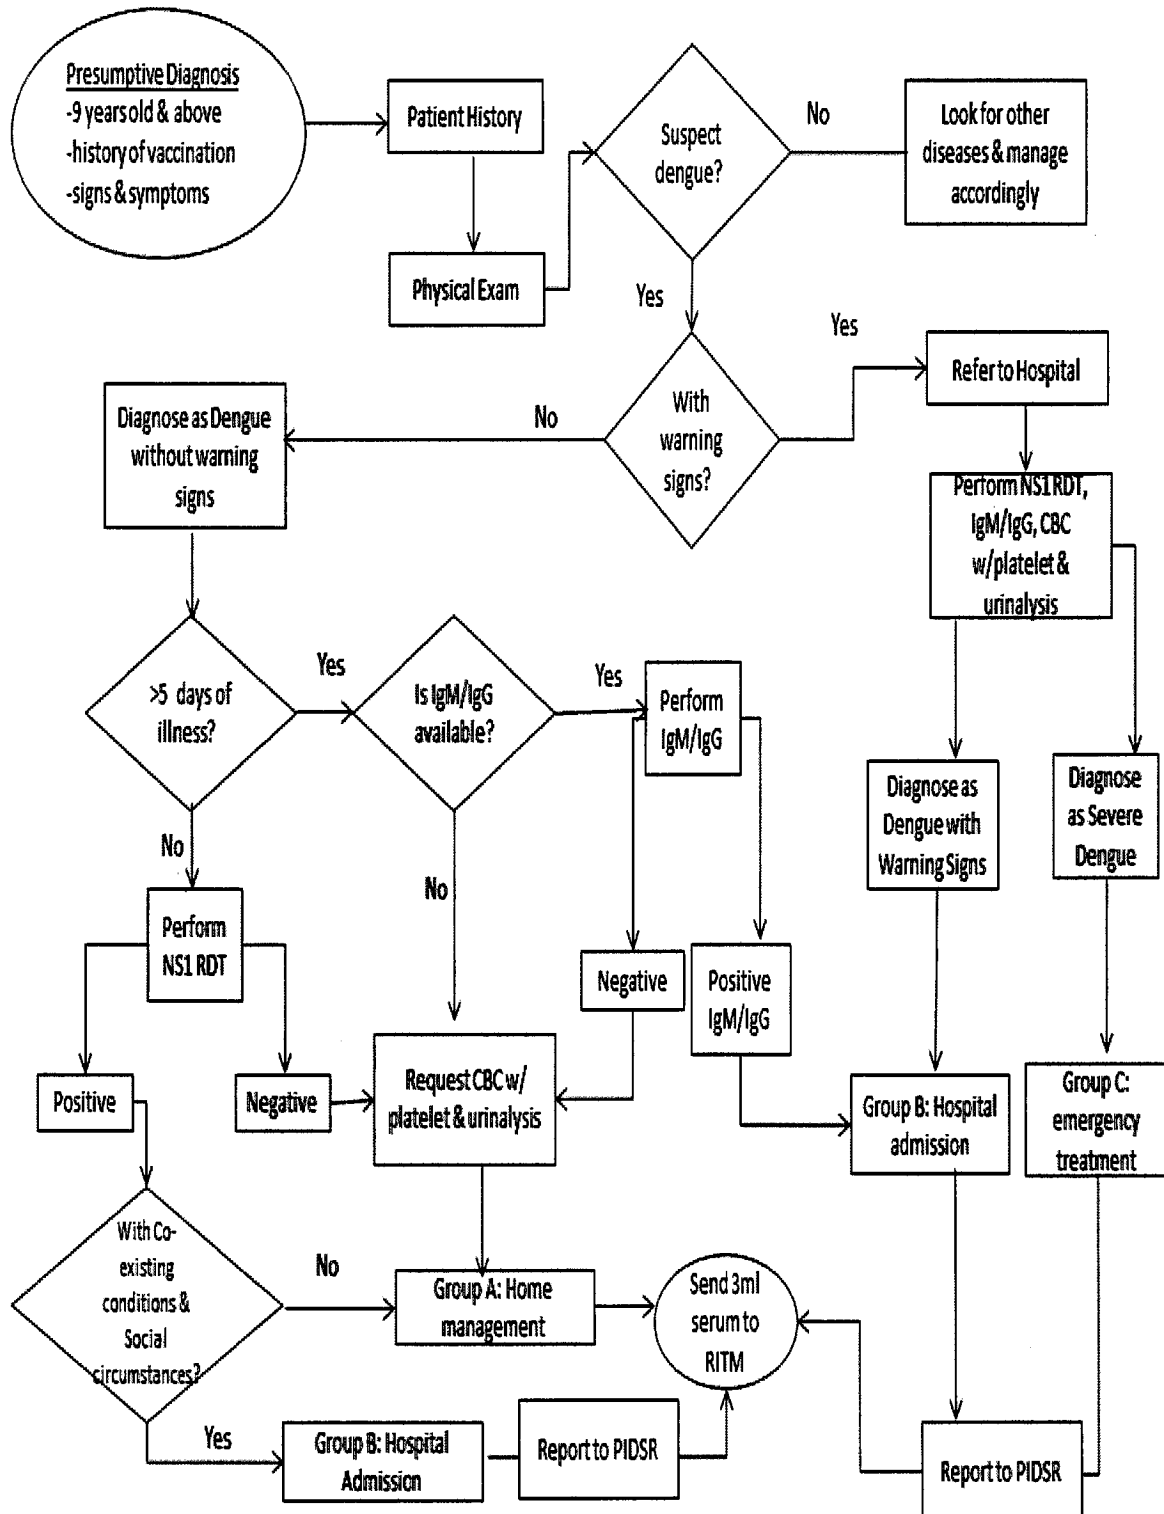 Presumptive Diagnosis
-9 years old & above
-history of vaccination
-signs & symptoms
Patient History
Physical Exam
Suspect
dengue?
No
Look for other
diseases & manage
accordingly
Yes
With
warning
signs?
Yes
Refer to Hospital
No
Diagnose as Dengue
without warning
signs
Perform NS1 RDT,
IgM/IgG, CBC
w/platelet &
urinalysis
>5 days of
illness?
Yes
Is IgM/IgG
available?
Yes
Perform
IgM/IgG
Diagnose as
Dengue with
Warning Signs
Diagnose
as Severe
Dengue
No
No
Perform
NS1 RDT
Negative
Positive
IgM/IgG
Positive
Negative
Request CBC w/
platelet & urinalysis
Group B: Hospital
admission
Group C:
emergency
treatment
With Co-
existing
conditions &
Social
circumstances?
No
Group A: Home
management
Send 3ml
serum to
RITM
Yes
Group B: Hospital
Admission
Report to PIDSR
Report to PIDSR